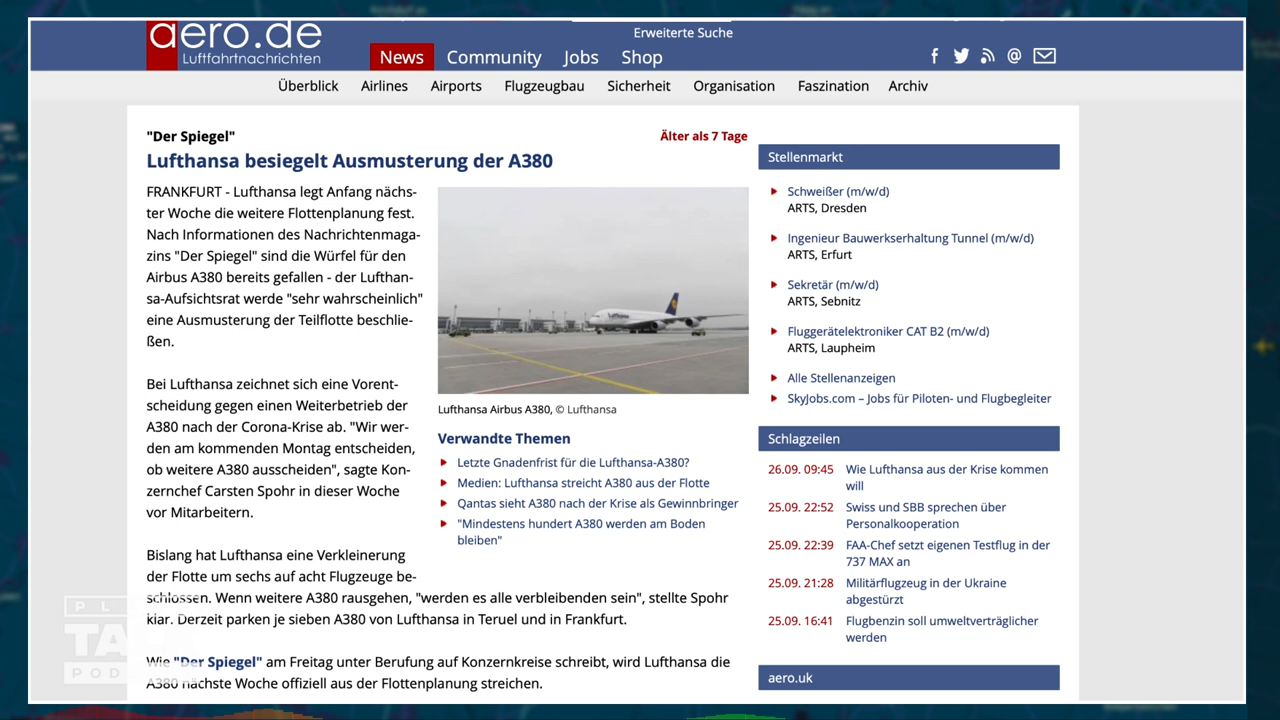 aero.de
Luftfahrtnachrichten
Erweiterte Suche
News Community Jobs Shop
Überblick Airlines Airports Flugzeugbau Sicherheit Organisation Faszination Archiv
"Der Spiegel"
Älter als 7 Tage
Lufthansa besiegelt Ausmusterung der A380
FRANKFURT - Lufthansa legt Anfang nächs-
ter Woche die weitere Flottenplanung fest.
Nach Informationen des Nachrichtenmaga-
zins "Der Spiegel" sind die Würfel für den
Airbus A380 bereits gefallen - der Lufthan-
sa-Aufsichtsrat werde "sehr wahrscheinlich"
eine Ausmusterung der Teilflotte beschlie-
ßen.
Bei Lufthansa zeichnet sich eine Vorent-
scheidung gegen einen Weiterbetrieb der
A380 nach der Corona-Krise ab. "Wir wer-
den am kommenden Montag entscheiden,
ob weitere A380 ausscheiden", sagte Kon-
zernchef Carsten Spohr in dieser Woche
vor Mitarbeitern.
Bislang hat Lufthansa eine Verkleinerung
der Flotte um sechs auf acht Flugzeuge be-
schlossen. Wenn weitere A380 rausgehen, "werden es alle verbleibenden sein", stellte Spohr
klar. Derzeit parken je sieben A380 von Lufthansa in Teruel und in Frankfurt.
Wie "Der Spiegel" am Freitag unter Berufung auf Konzernkreise schreibt, wird Lufthansa die
A380 nächste Woche offiziell aus der Flottenplanung streichen.
Lufthansa Airbus A380, © Lufthansa
Verwandte Themen
Letzte Gnadenfrist für die Lufthansa-A380?
Medien: Lufthansa streicht A380 aus der Flotte
Qantas sieht A380 nach der Krise als Gewinnbringer
"Mindestens hundert A380 werden am Boden
bleiben"
Stellenmarkt
Schweißer (m/w/d)
ARTS, Dresden
Ingenieur Bauwerkserhaltung Tunnel (m/w/d)
ARTS, Erfurt
Sekretär (m/w/d)
ARTS, Sebnitz
Fluggerätelektroniker CAT B2 (m/w/d)
ARTS, Laupheim
Alle Stellenanzeigen
SkyJobs.com – Jobs für Piloten- und Flugbegleiter
Schlagzeilen
26.09. 09:45 Wie Lufthansa aus der Krise kommen
will
25.09. 22:52 Swiss und SBB sprechen über
Personalkooperation
25.09. 22:39 FAA-Chef setzt eigenen Testflug in der
737 MAX an
25.09. 21:28 Militärflugzeug in der Ukraine
abgestürzt
25.09. 16:41 Flugbenzin soll umweltverträglicher
werden
aero.uk